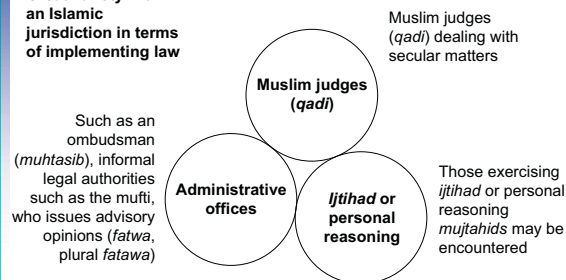 an Islamic
jurisdiction in terms
of implementing law
Muslim judges
(qadi) dealing with
secular matters
Muslim judges
(qadi)
Such as an
ombudsman
(muhtasib), informal
legal authorities
such as the mufti,
who issues advisory
opinions (fatwa,
plural fatawa)
Administrative
offices
Ijtihad or
personal
reasoning
Those exercising
ijtihad or personal
reasoning
mujtahids may be
encountered